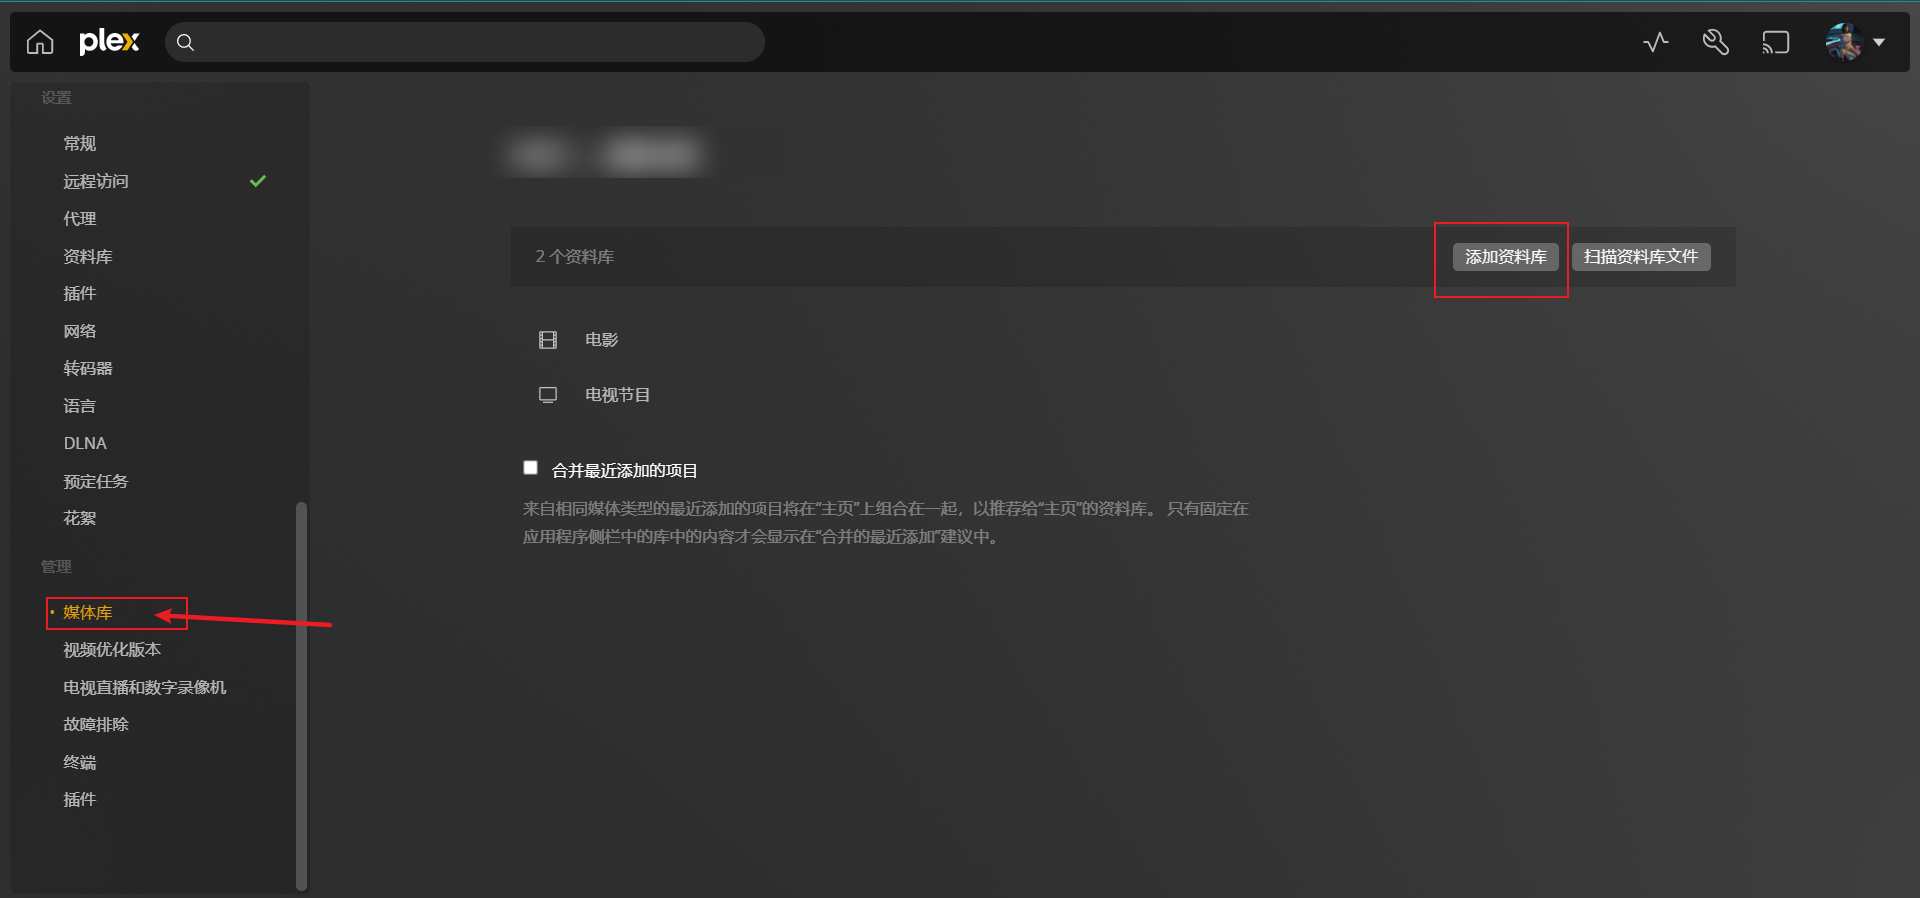 plex
设置
常规
远程访问
代理
资料库
插件
网络
转码器
语言
DLNA
预定任务
花絮
管理
媒体库
视频优化版本
电视直播和数字录像机
故障排除
终端
插件
2 个资料库
添加资料库
扫描资料库文件
电影
电视节目
合并最近添加的项目
来自相同媒体类型的最近添加的项目将在“主页”上组合在一起，以推荐给“主页”的资料库。 只有固定在
应用程序侧栏中的库中的内容才会显示在“合并的最近添加”建议中。